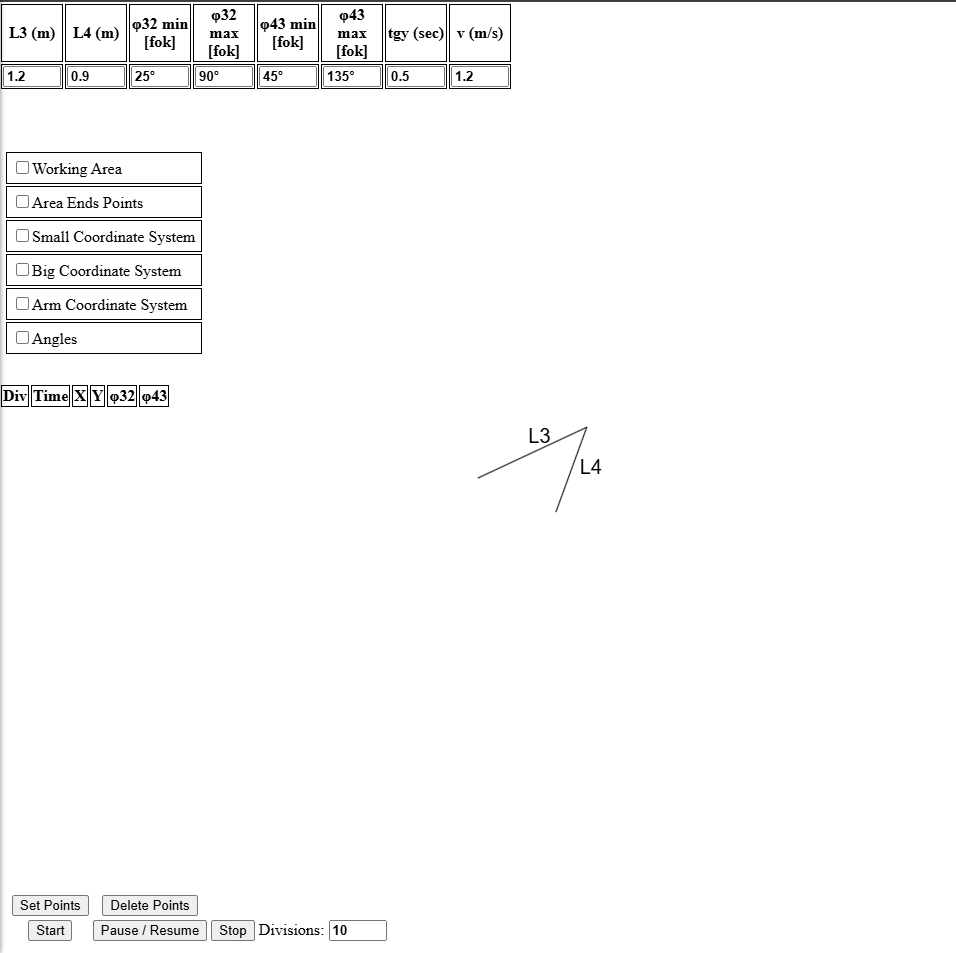 L3 (m) L4 (m) φ32 min [fok] φ32 max [fok] φ43 min [fok] φ43 max [fok] tgy (sec) v (m/s)
1.2 0.9 25° 90° 45° 135° 0.5 1.2
Working Area
Area Ends Points
Small Coordinate System
Big Coordinate System
Arm Coordinate System
Angles
Div Time X Y φ32 φ43
L3
L4
Set Points Delete Points
Start Pause / Resume Stop Divisions: 10